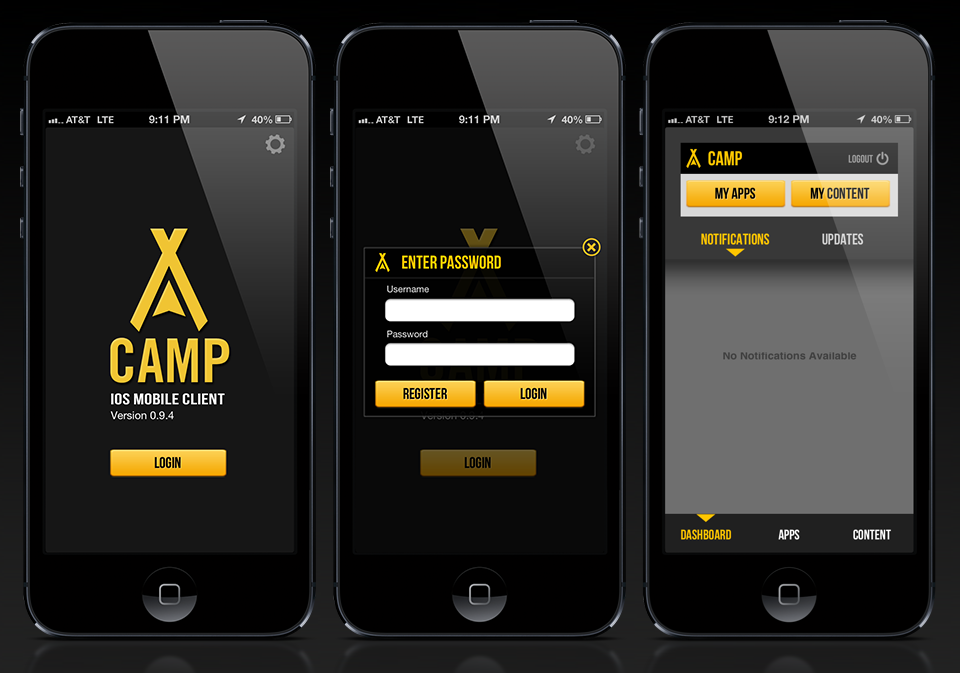 AT&T LTE 9:11 PM 40%
CAMP
IOS MOBILE CLIENT
Version 0.9.4
LOGIN
AT&T LTE 9:11 PM 40%
ENTER PASSWORD
Username
Password
REGISTER LOGIN
Version 0.9.4
LOGIN
AT&T LTE 9:12 PM 40%
CAMP LOGOUT
MY APPS MY CONTENT
NOTIFICATIONS UPDATES
No Notifications Available
DASHBOARD APPS CONTENT